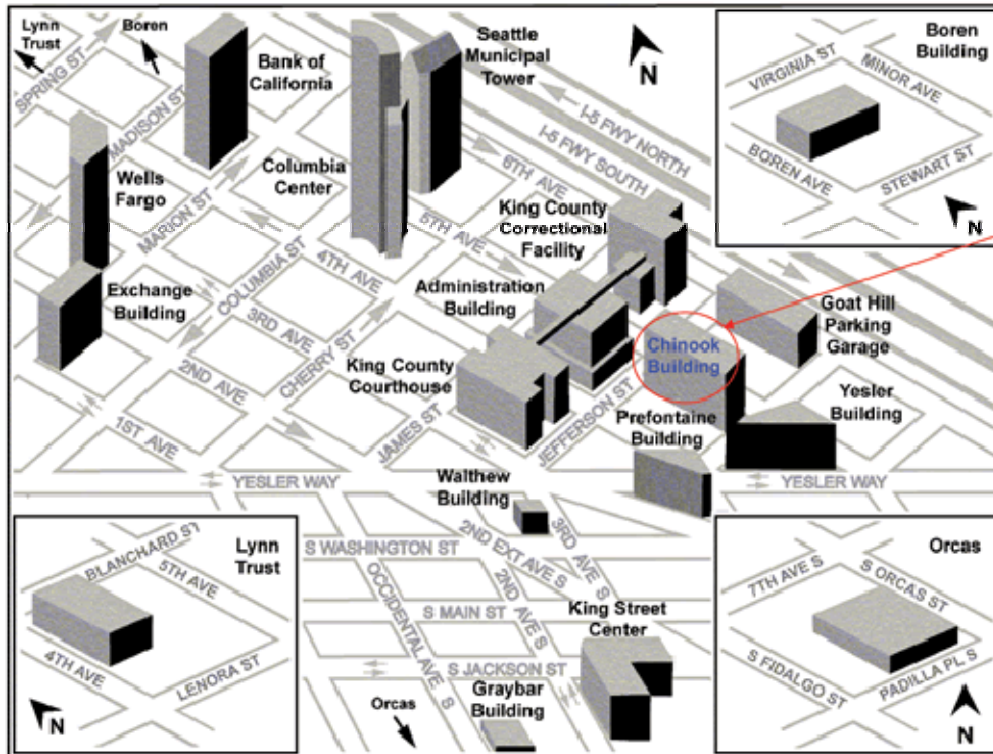 Lynn
Trust
Boren
SPRING ST
MADISON ST
Bank of
California
Seattle
Municipal
Tower
N
I-5 FWY NORTH
I-5 FWY SOUTH
6TH AVE
Wells
Fargo
MARION ST
Columbia
Center
5TH AVE
King County
Correctional
Facility
Exchange
Building
COLUMBIA ST
4TH AVE
Administration
Building
3RD AVE
CHERRY ST
2ND AVE
King County
Courthouse
Chinook
Building
Goat Hill
Parking
Garage
1ST AVE
JAMES ST
JEFFERSON ST
Prefontaine
Building
Yesler
Building
YESLER WAY
YESLER WAY
Walthew
Building
S WASHINGTON ST
2ND EXT AVE S
3RD AVE S
OCCIDENTAL AVE S
S MAIN ST
2ND AVE S
King Street
Center
S JACKSON ST
Graybar
Building
Orcas
Boren
Building
VIRGINIA ST
MINOR AVE
BOREN AVE
STEWART ST
N
Lynn
Trust
BLANCHARD ST
5TH AVE
4TH AVE
LENORA ST
N
Orcas
7TH AVE S
S ORCAS ST
S FIDALGO ST
PADILLA PL S
N